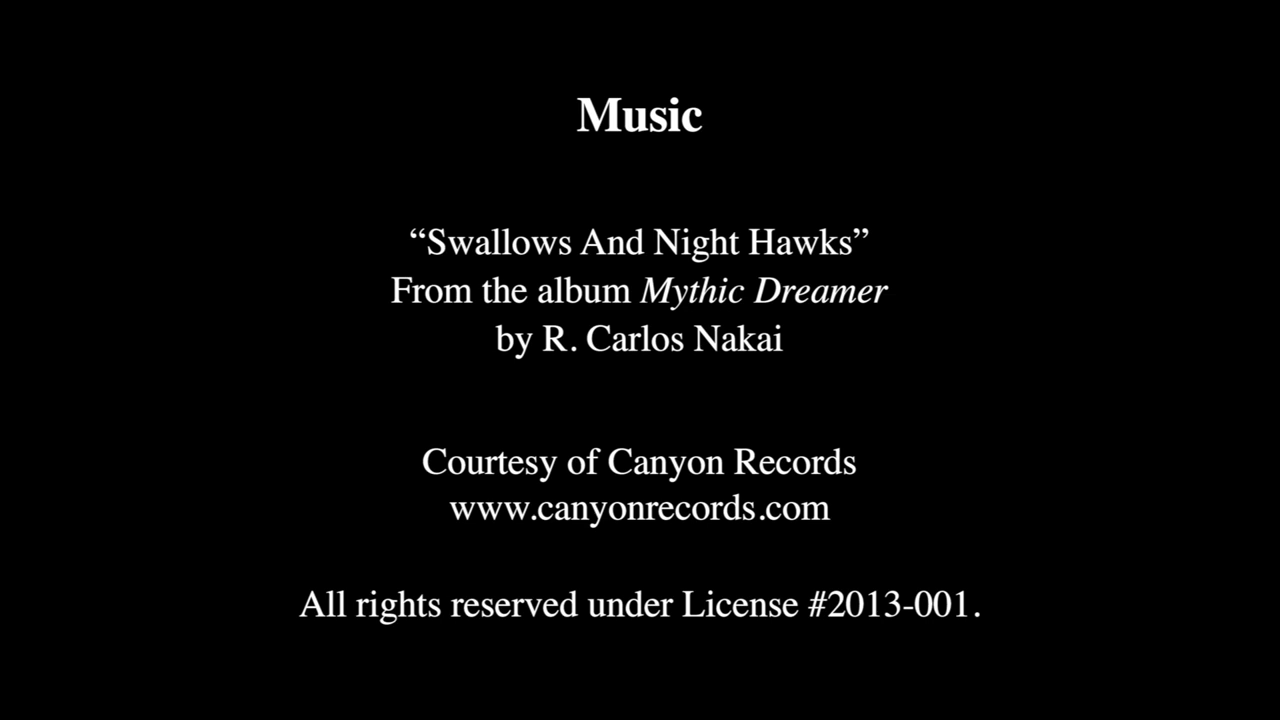 Music
“Swallows And Night Hawks”
From the album Mythic Dreamer
by R. Carlos Nakai
Courtesy of Canyon Records
www.canyonrecords.com
All rights reserved under License #2013-001.